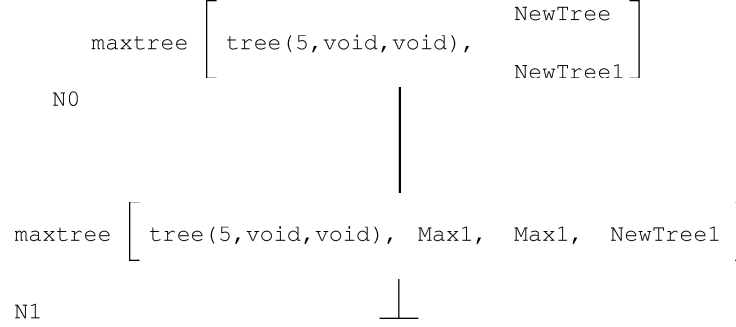 NewTree
maxtree [ tree(5,void,void),
NewTree1 ]
N0
maxtree [ tree(5,void,void), Max1, Max1, NewTree1 ]
N1